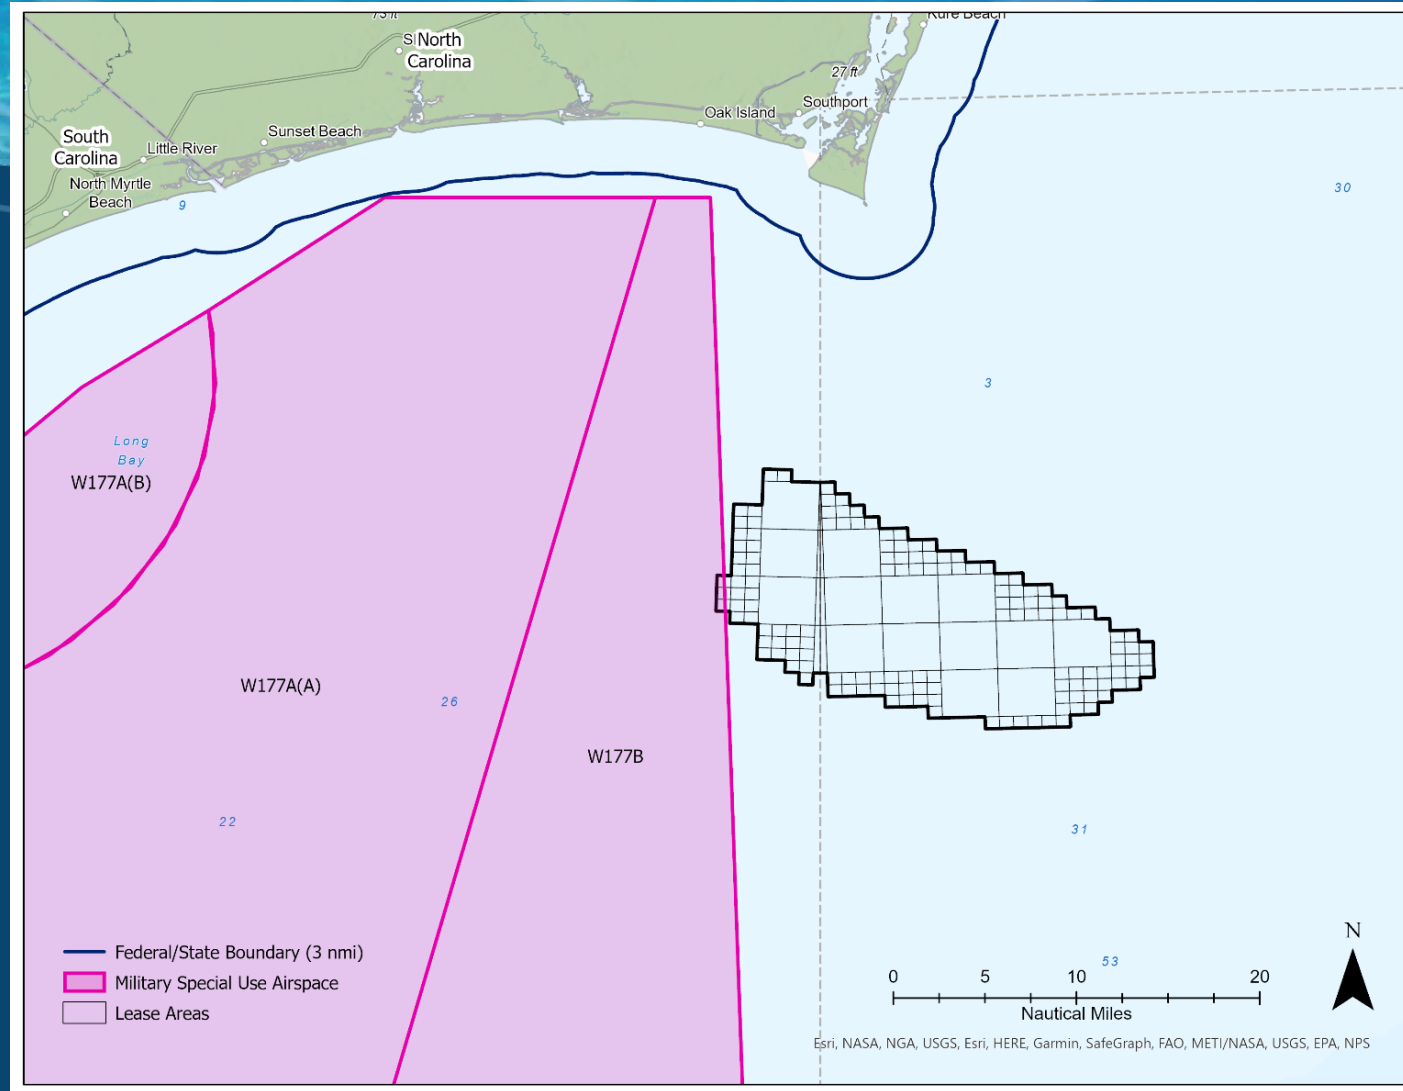 73 ft
Kure Beach
North
Carolina
27 ft
Southport
Oak Island
South
Carolina
Sunset Beach
Little River
North Myrtle
Beach
9
30
3
Long
Bay
W177A(B)
W177A(A)
26
W177B
22
31
53
Federal/State Boundary (3 nmi)
Military Special Use Airspace
Lease Areas
N
0 5 10 20
Nautical Miles
Esri, NASA, NGA, USGS, Esri, HERE, Garmin, SafeGraph, FAO, METI/NASA, USGS, EPA, NPS